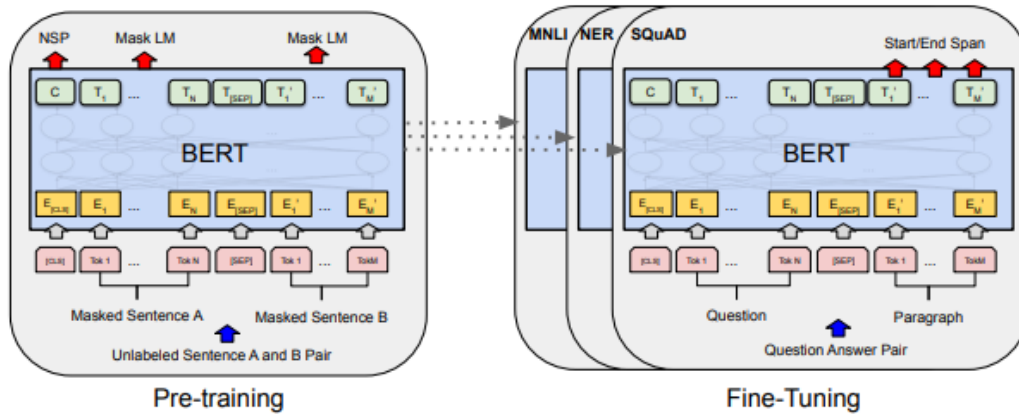 NSP Mask LM Mask LM
C T1 ... TN T[SEP] T1' ... TM'
BERT
E[CLS] E1 ... EN E[SEP] E1' ... EM'
[CLS] Tok 1 ... Tok N [SEP] Tok 1 ... TokM
Masked Sentence A Masked Sentence B
Unlabeled Sentence A and B Pair
Pre-training
MNLI NER SQuAD
Start/End Span
C T1 ... TN T[SEP] T1' ... TM'
BERT
E[CLS] E1 ... EN E[SEP] E1' ... EM'
[CLS] Tok 1 ... Tok N [SEP] Tok 1 ... TokM
Question Paragraph
Question Answer Pair
Fine-Tuning